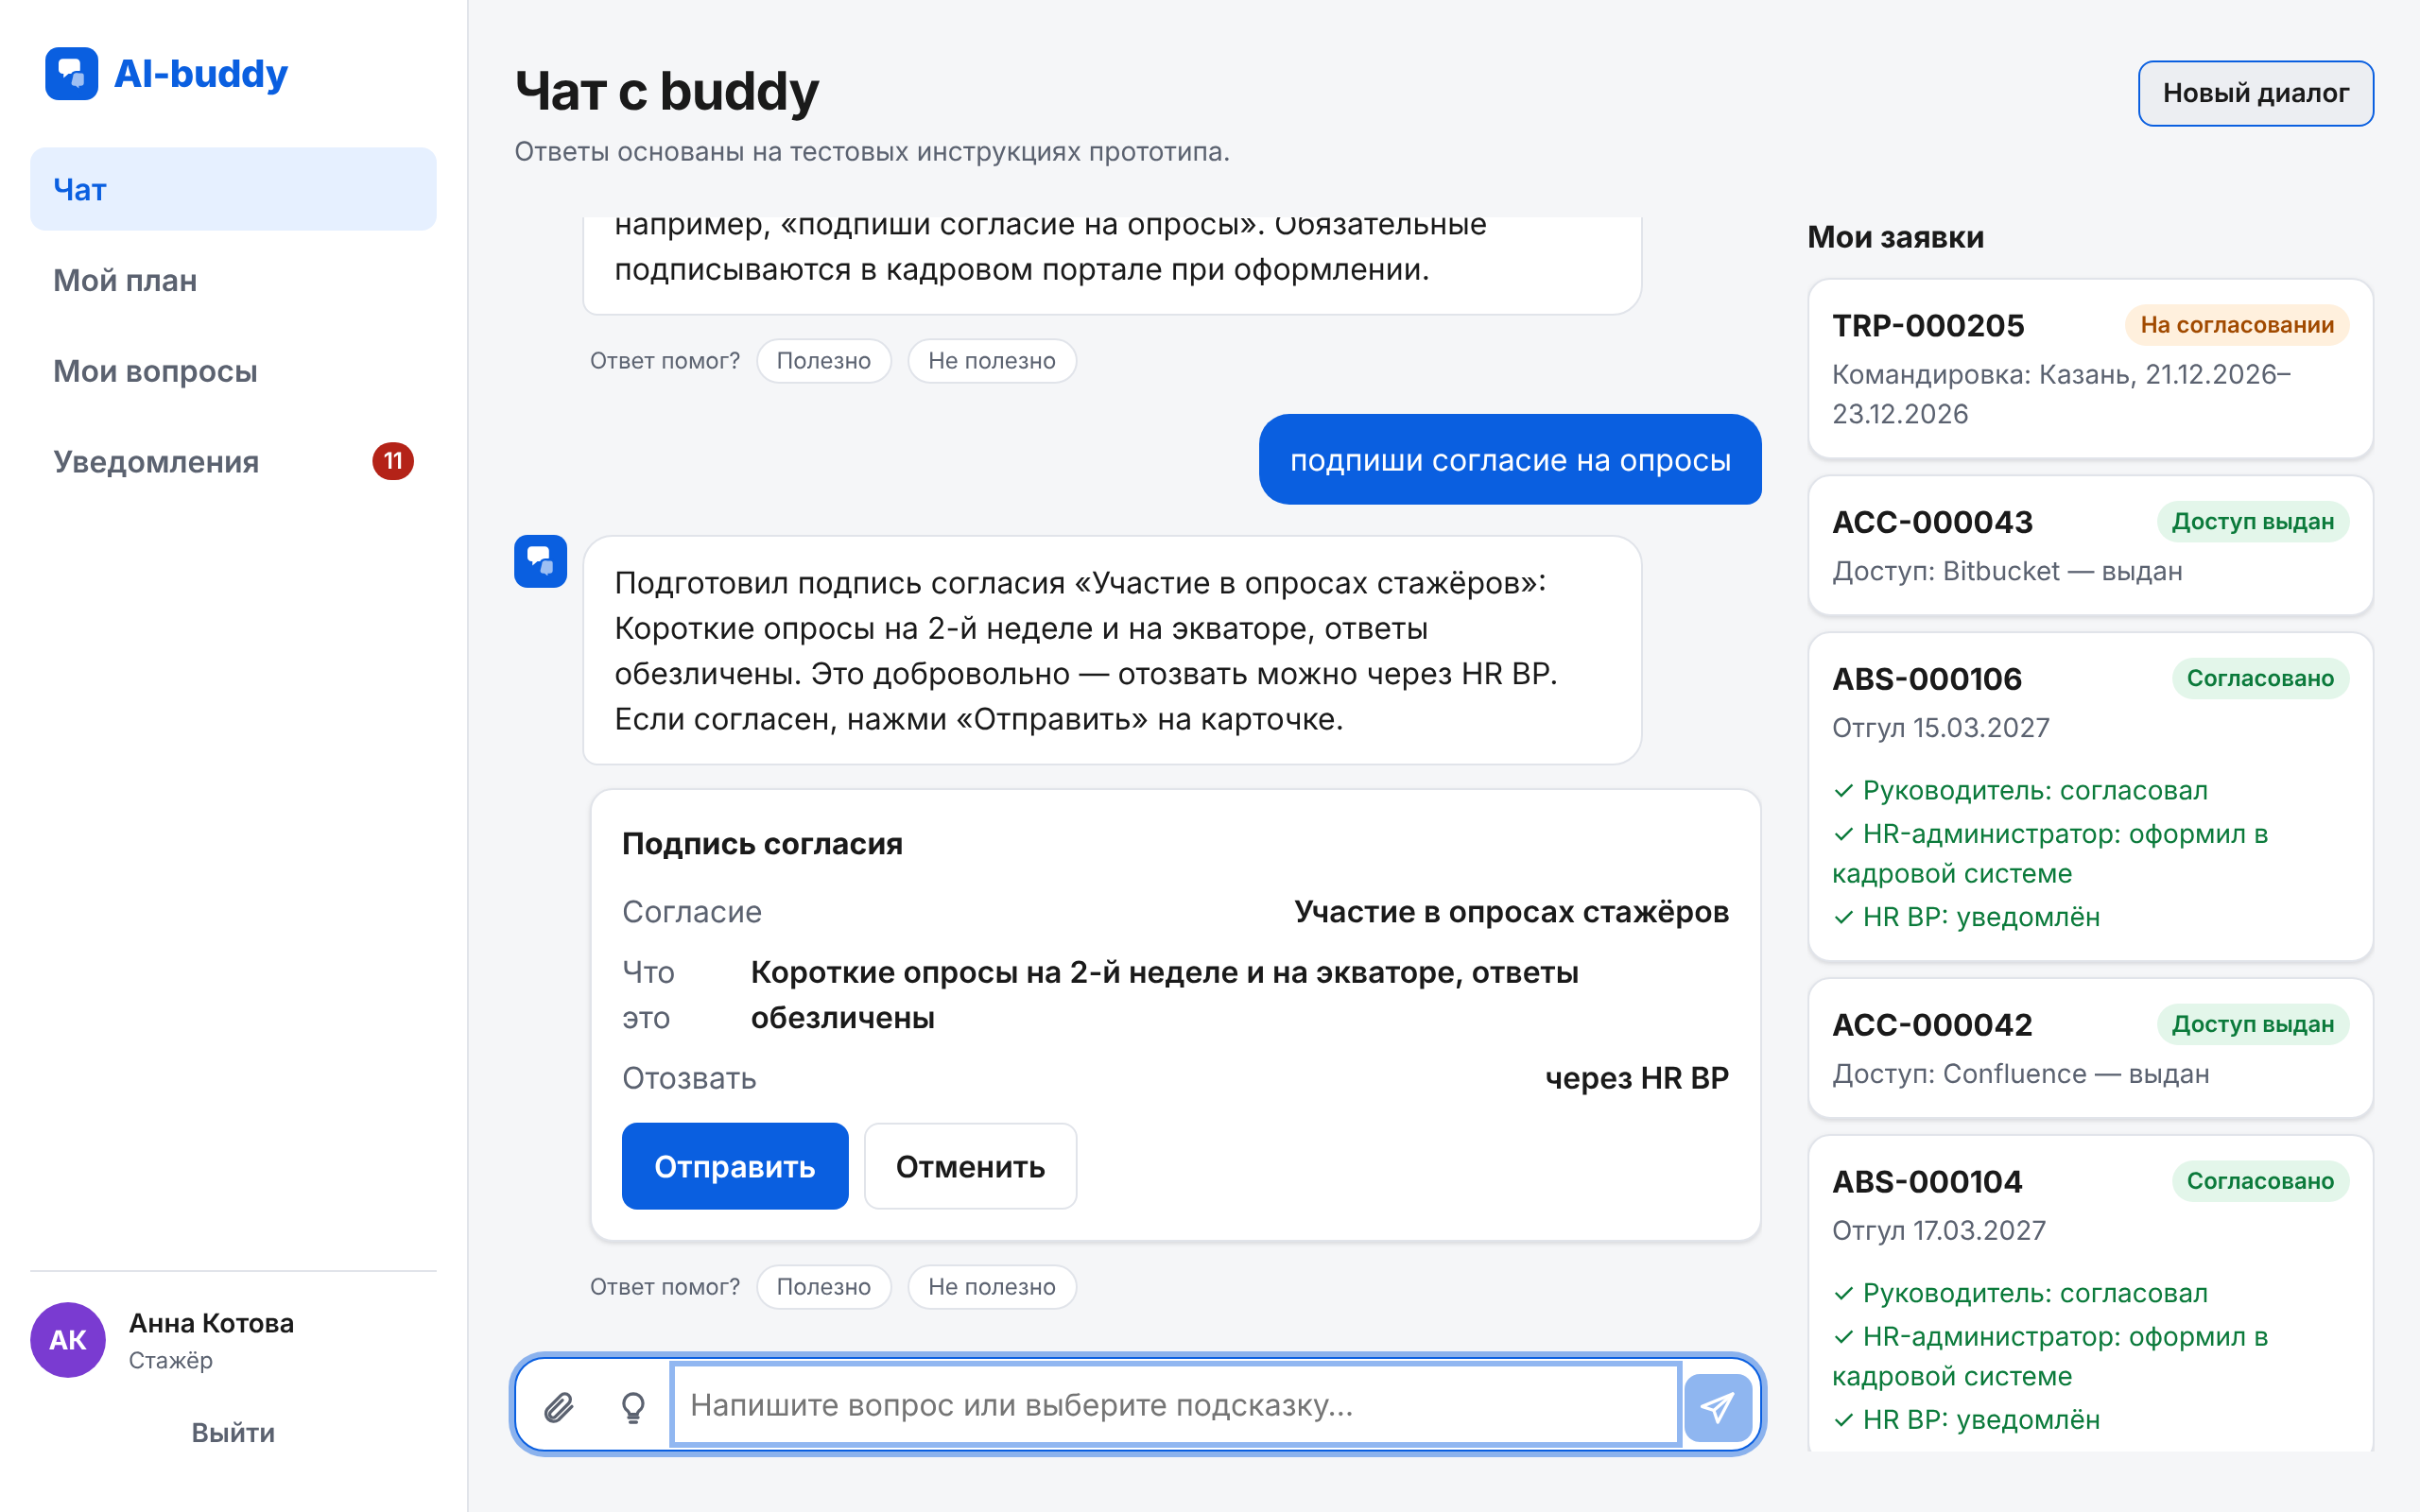 AI-buddy
Чат
Мой план
Мои вопросы
Уведомления 11
АК
Анна Котова
Стажёр
Выйти
Чат с buddy
Ответы основаны на тестовых инструкциях прототипа.
Новый диалог
например, «подпиши согласие на опросы». Обязательные
подписываются в кадровом портале при оформлении.
Ответ помог? Полезно Не полезно
подпиши согласие на опросы
Подготовил подпись согласия «Участие в опросах стажёров»:
Короткие опросы на 2-й неделе и на экваторе, ответы
обезличены. Это добровольно — отозвать можно через HR BP.
Если согласен, нажми «Отправить» на карточке.
Подпись согласия
Согласие Участие в опросах стажёров
Что Короткие опросы на 2-й неделе и на экваторе, ответы
это обезличены
Отозвать через HR BP
Отправить Отменить
Ответ помог? Полезно Не полезно
Напишите вопрос или выберите подсказку...
Мои заявки
TRP-000205 На согласовании
Командировка: Казань, 21.12.2026–
23.12.2026
ACC-000043 Доступ выдан
Доступ: Bitbucket — выдан
ABS-000106 Согласовано
Отгул 15.03.2027
✓ Руководитель: согласовал
✓ HR-администратор: оформил в
кадровой системе
✓ HR BP: уведомлён
ACC-000042 Доступ выдан
Доступ: Confluence — выдан
ABS-000104 Согласовано
Отгул 17.03.2027
✓ Руководитель: согласовал
✓ HR-администратор: оформил в
кадровой системе
✓ HR BP: уведомлён